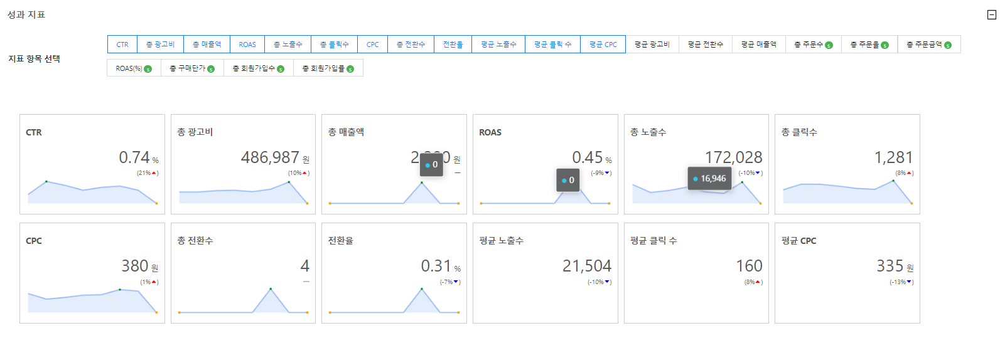 성과 지표
CTR 총 광고비 총 매출액 ROAS 총 노출수 총 클릭수 CPC 총 전환수 전환율 평균 노출수 평균 클릭 수 평균 CPC 평균 광고비 평균 전환수 평균 매출액 총 주문수 s 총 주문율 s 총 주문금액 s
지표 항목 선택
ROAS(%) s 총 구매단가 s 총 회원가입수 s 총 회원가입률 s
CTR
0.74 %
(21%▲)
총 광고비
486,987 원
(10%▲)
총 매출액
원
0
–
ROAS
0.45 %
(-9%▼)
0
총 노출수
172,028
(-10%▼)
16,946
총 클릭수
1,281
(8%▲)
CPC
380 원
(1%▲)
총 전환수
4
–
전환율
0.31 %
(-7%▼)
평균 노출수
21,504
(-10%▼)
평균 클릭 수
160
(8%▲)
평균 CPC
335 원
(-13%▼)